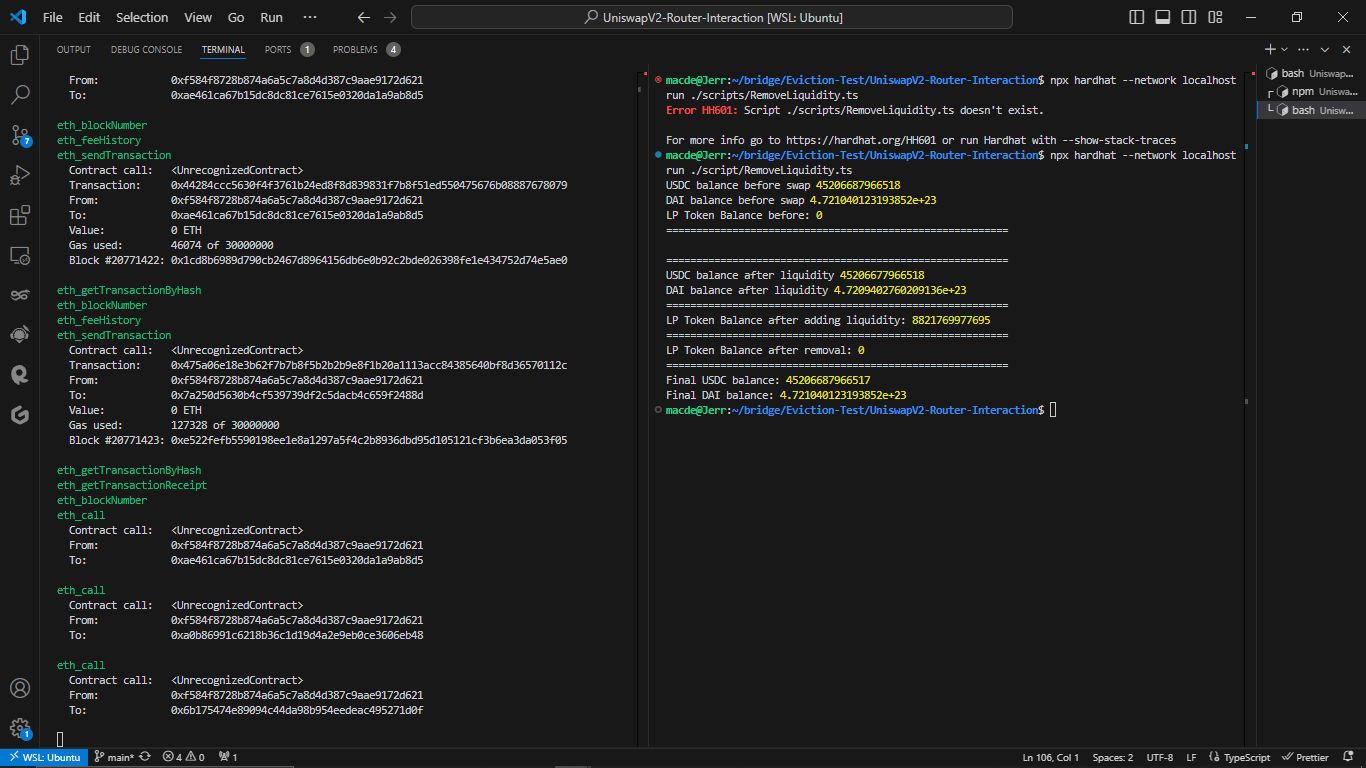 File Edit Selection View Go Run ··· UniswapV2-Router-Interaction [WSL: Ubuntu]
OUTPUT DEBUG CONSOLE TERMINAL PORTS 1 PROBLEMS 4
From: 0xf584f8728b874a6a5c7a8d4d387c9aae9172d621
To: 0xae461ca67b15dc8dc81ce7615e0320da1a9ab8d5
eth_blockNumber
eth_feeHistory
eth_sendTransaction
Contract call: <UnrecognizedContract>
Transaction: 0x44284ccc5630f4f3761b24ed8f8d839831f7b8f51ed550475676b08887678079
From: 0xf584f8728b874a6a5c7a8d4d387c9aae9172d621
To: 0xae461ca67b15dc8dc81ce7615e0320da1a9ab8d5
Value: 0 ETH
Gas used: 46074 of 30000000
Block #20771422: 0x1cd8b6989d790cb2467d8964156db6e0b92c2bde026398fe1e434752d74e5ae0
eth_getTransactionByHash
eth_blockNumber
eth_feeHistory
eth_sendTransaction
Contract call: <UnrecognizedContract>
Transaction: 0x475a06e18e3b62f7b7b8f5b2b2b9e8f1b20a1113acc84385640bf8d36570112c
From: 0xf584f8728b874a6a5c7a8d4d387c9aae9172d621
To: 0x7a250d5630b4cf539739df2c5dacb4c659f2488d
Value: 0 ETH
Gas used: 127328 of 30000000
Block #20771423: 0xe522fefb5590198ee1e8a1297a5f4c2b8936dbd95d105121cf3b6ea3da053f05
eth_getTransactionByHash
eth_getTransactionReceipt
eth_blockNumber
eth_call
Contract call: <UnrecognizedContract>
From: 0xf584f8728b874a6a5c7a8d4d387c9aae9172d621
To: 0xae461ca67b15dc8dc81ce7615e0320da1a9ab8d5
eth_call
Contract call: <UnrecognizedContract>
From: 0xf584f8728b874a6a5c7a8d4d387c9aae9172d621
To: 0xa0b86991c6218b36c1d19d4a2e9eb0ce3606eb48
eth_call
Contract call: <UnrecognizedContract>
From: 0xf584f8728b874a6a5c7a8d4d387c9aae9172d621
To: 0x6b175474e89094c44da98b954eedeac495271d0f
macde@Jerr:~/bridge/Eviction-Test/UniswapV2-Router-Interaction$ npx hardhat --network localhost
run ./scripts/RemoveLiquidity.ts
Error HH601: Script ./scripts/RemoveLiquidity.ts doesn't exist.
For more info go to https://hardhat.org/HH601 or run Hardhat with --show-stack-traces
macde@Jerr:~/bridge/Eviction-Test/UniswapV2-Router-Interaction$ npx hardhat --network localhost
run ./script/RemoveLiquidity.ts
USDC balance before swap 45206687966518
DAI balance before swap 4.721040123193852e+23
LP Token Balance before: 0
=========================================================
=========================================================
USDC balance after liquidity 45206677966518
DAI balance after liquidity 4.7209402760209136e+23
=========================================================
LP Token Balance after adding liquidity: 8821769977695
=========================================================
LP Token Balance after removal: 0
=========================================================
Final USDC balance: 45206687966517
Final DAI balance: 4.721040123193852e+23
macde@Jerr:~/bridge/Eviction-Test/UniswapV2-Router-Interaction$
bash Uniswap...
npm Uniswa...
bash Unisw...
7
1
WSL: Ubuntu main* 4 0 1 Ln 106, Col 1 Spaces: 2 UTF-8 LF TypeScript Prettier